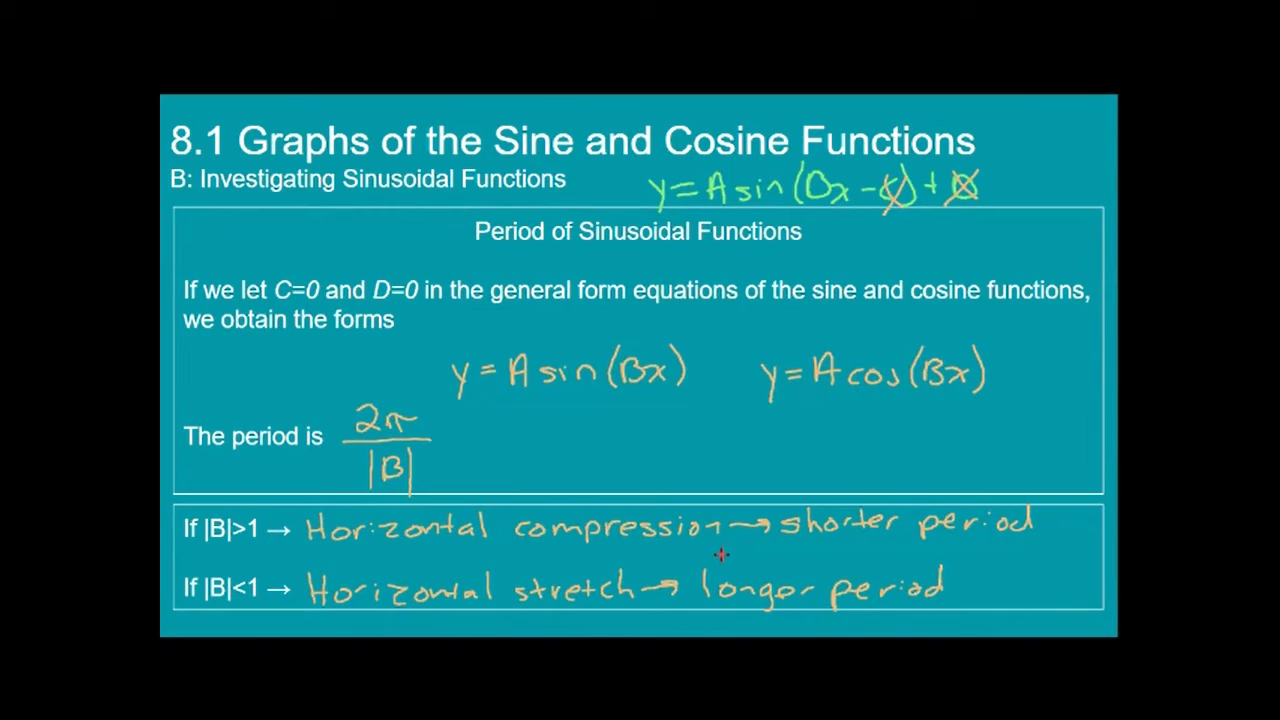 8.1 Graphs of the Sine and Cosine Functions
B: Investigating Sinusoidal Functions
y = A sin (Bx - C) + D
Period of Sinusoidal Functions
If we let C=0 and D=0 in the general form equations of the sine and cosine functions,
we obtain the forms
y = A sin (Bx) y = A cos (Bx)
The period is 2π / |B|
If |B|>1 → Horizontal compression → shorter period
If |B|<1 → Horizontal stretch → longer period